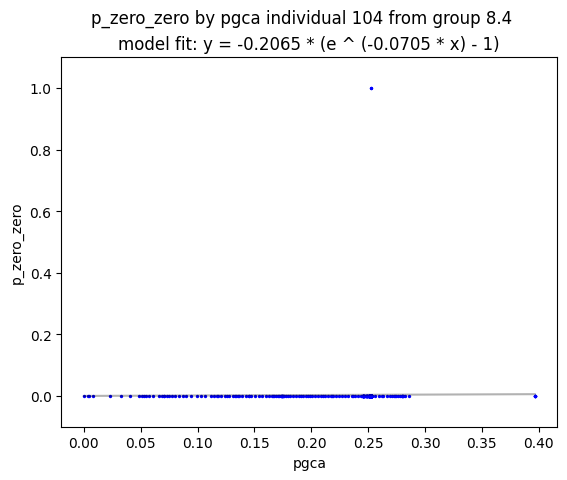 p_zero_zero by pgca individual 104 from group 8.4
model fit: y = -0.2065 * (e ^ (-0.0705 * x) - 1)
1.0
0.8
0.6
0.4
0.2
0.0
p_zero_zero
0.00 0.05 0.10 0.15 0.20 0.25 0.30 0.35 0.40
pgca